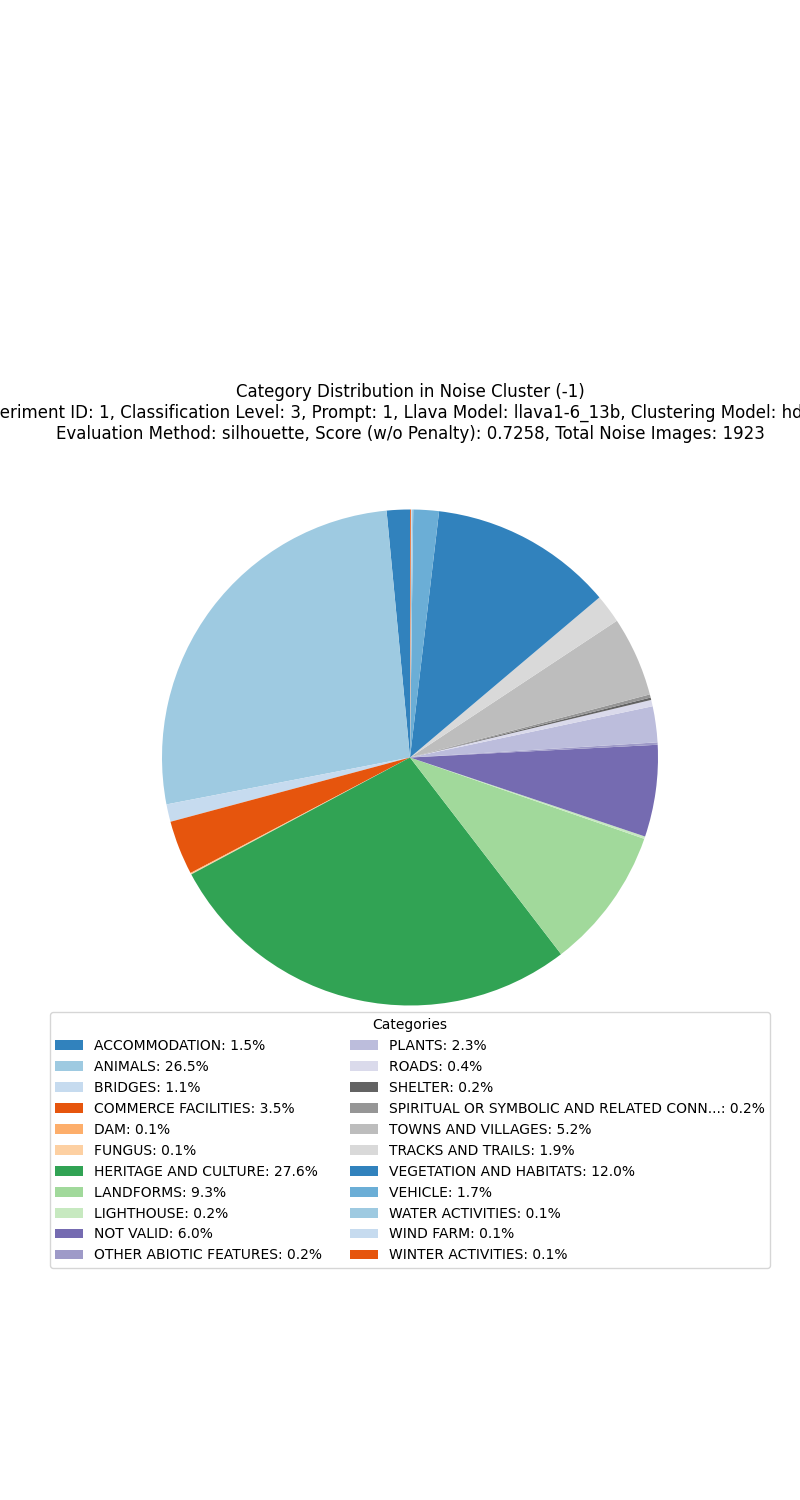 Category Distribution in Noise Cluster (-1)
eriment ID: 1, Classification Level: 3, Prompt: 1, Llava Model: llava1-6_13b, Clustering Model: hd
Evaluation Method: silhouette, Score (w/o Penalty): 0.7258, Total Noise Images: 1923
Categories
ACCOMMODATION: 1.5%
ANIMALS: 26.5%
BRIDGES: 1.1%
COMMERCE FACILITIES: 3.5%
DAM: 0.1%
FUNGUS: 0.1%
HERITAGE AND CULTURE: 27.6%
LANDFORMS: 9.3%
LIGHTHOUSE: 0.2%
NOT VALID: 6.0%
OTHER ABIOTIC FEATURES: 0.2%
PLANTS: 2.3%
ROADS: 0.4%
SHELTER: 0.2%
SPIRITUAL OR SYMBOLIC AND RELATED CONN...: 0.2%
TOWNS AND VILLAGES: 5.2%
TRACKS AND TRAILS: 1.9%
VEGETATION AND HABITATS: 12.0%
VEHICLE: 1.7%
WATER ACTIVITIES: 0.1%
WIND FARM: 0.1%
WINTER ACTIVITIES: 0.1%